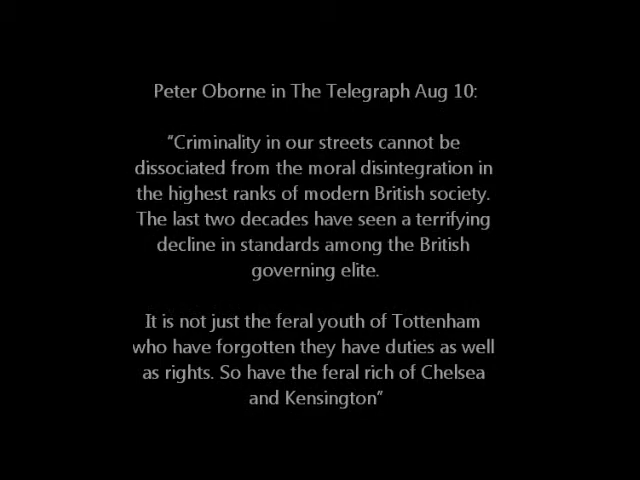 Peter Oborne in The Telegraph Aug 10:
"Criminality in our streets cannot be
dissociated from the moral disintegration in
the highest ranks of modern British society.
The last two decades have seen a terrifying
decline in standards among the British
governing elite.
It is not just the feral youth of Tottenham
who have forgotten they have duties as well
as rights. So have the feral rich of Chelsea
and Kensington"